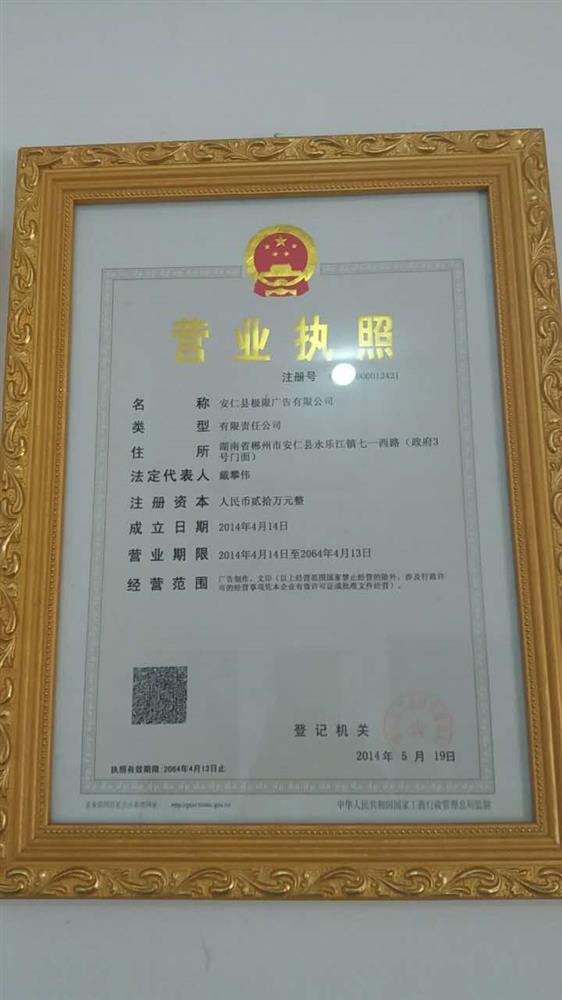 营业执照
注册号 000012421
名称 安仁县极限广告有限公司
类型 有限责任公司
住所 湖南省郴州市安仁县永乐江镇七一西路（政府3
号门面）
法定代表人 戴攀伟
注册资本 人民币贰拾万元整
成立日期 2014年4月14日
营业期限 2014年4月14日至2064年4月13日
经营范围 广告制作，文印（以上经营范围国家禁止经营的除外，涉及行政许
可的经营事项凭本企业有效许可证或批准文件经营）。
登记机关
2014年 5月 19日
执照有效期限:2064年4月13日止
中华人民共和国国家工商行政管理总局监制